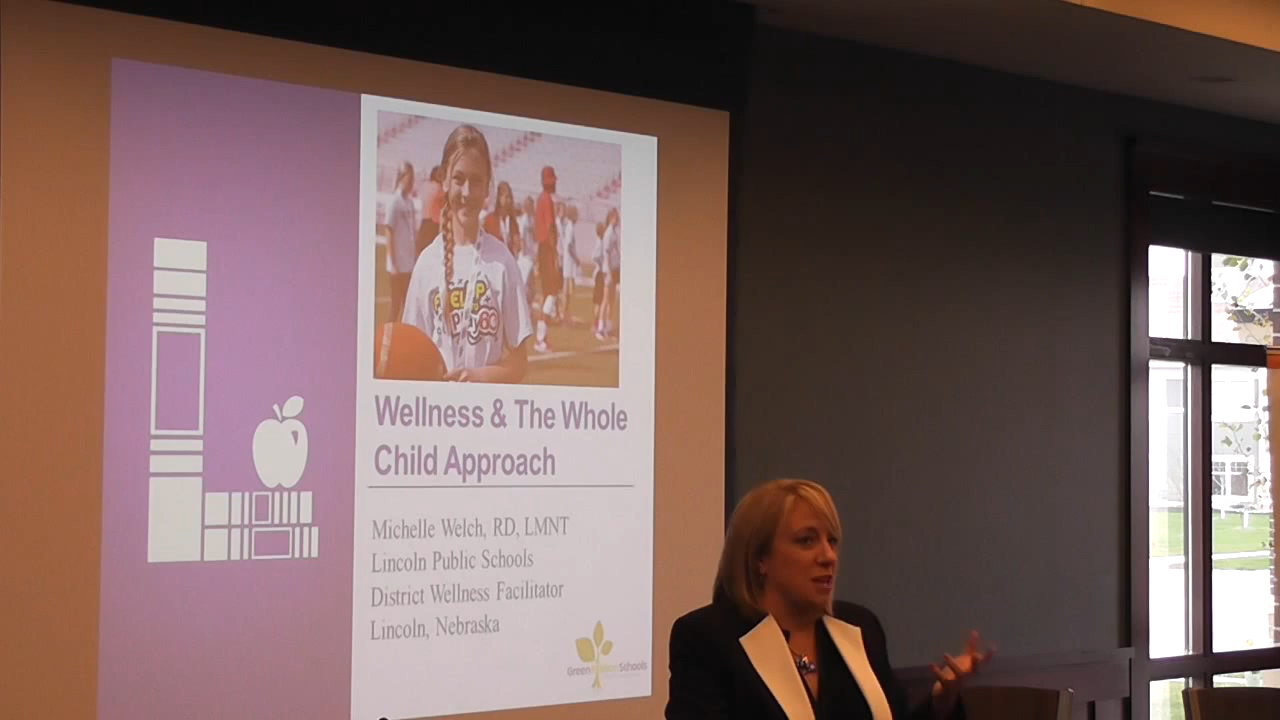 Wellness & The Whole
Child Approach
Michelle Welch, RD, LMNT
Lincoln Public Schools
District Wellness Facilitator
Lincoln, Nebraska